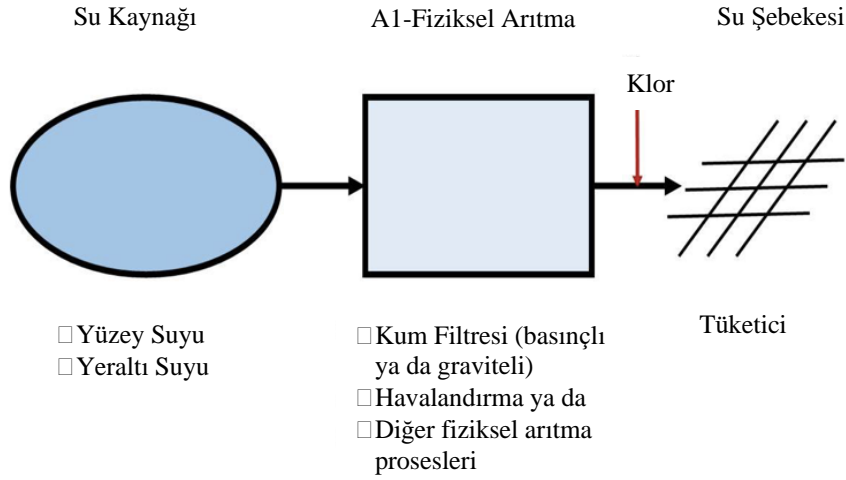 Su Kaynağı
A1-Fiziksel Arıtma
Su Şebekesi
Klor
□Yüzey Suyu
□Yeraltı Suyu
□Kum Filtresi (basınçlı
ya da graviteli)
□Havalandırma ya da
□Diğer fiziksel arıtma
prosesleri
Tüketici